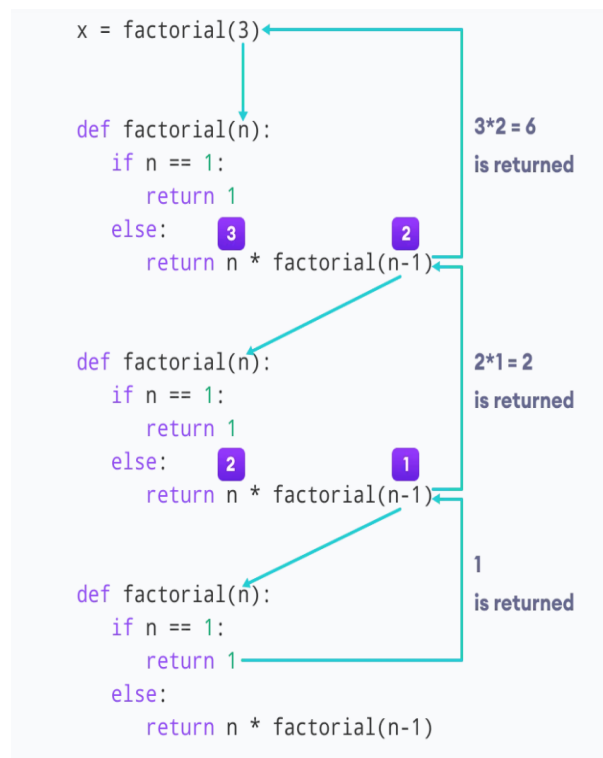 x = factorial(3)
def factorial(n):
3*2 = 6
if n == 1:
is returned
return 1
else:
3
2
return n * factorial(n-1)
def factorial(n):
2*1 = 2
if n == 1:
is returned
return 1
else:
2
1
return n * factorial(n-1)
1
def factorial(n):
is returned
if n == 1:
return 1
else:
return n * factorial(n-1)